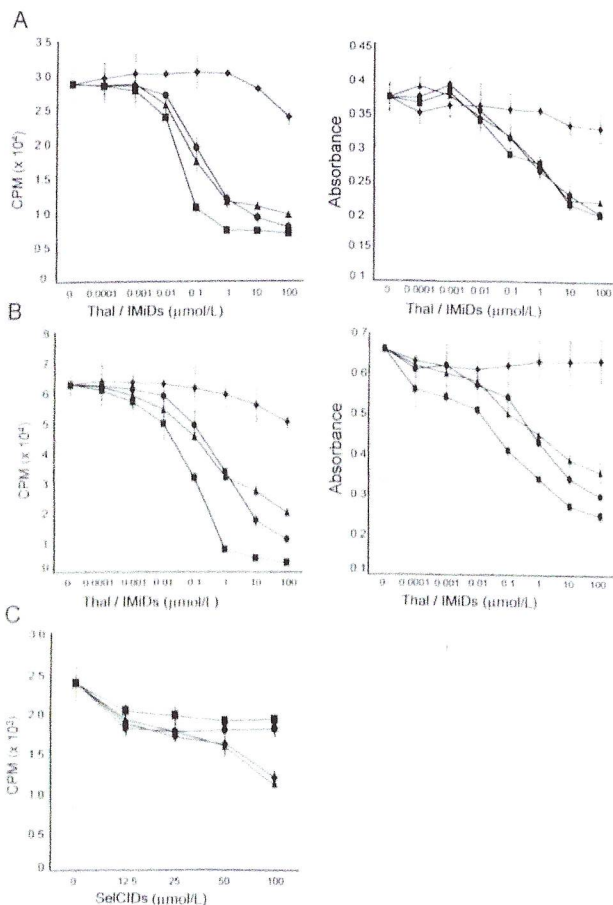 A
3.5
3.0
2.5
2.0
1.5
1.0
0.5
0
CPM (x 10⁴)
0 0.0001 0.001 0.01 0.1 1 10 100
Thal / IMiDs (μmol/L)
0.45
0.4
0.35
0.3
0.25
0.2
0.15
0.1
Absorbance
0 0.0001 0.001 0.01 0.1 1 10 100
Thal / IMiDs (μmol/L)
B
8
7
6
5
4
3
2
1
0
CPM (x 10⁴)
0 0.0001 0.001 0.01 0.1 1 10 100
Thal / IMiDs (μmol/L)
0.7
0.6
0.5
0.4
0.3
0.2
0.1
Absorbance
0 0.0001 0.001 0.01 0.1 1 10 100
Thal / IMiDs (μmol/L)
C
3.0
2.5
2.0
1.5
1.0
0.5
0
CPM (x 10³)
0 12.5 25 50 100
SelCIDs (μmol/L)